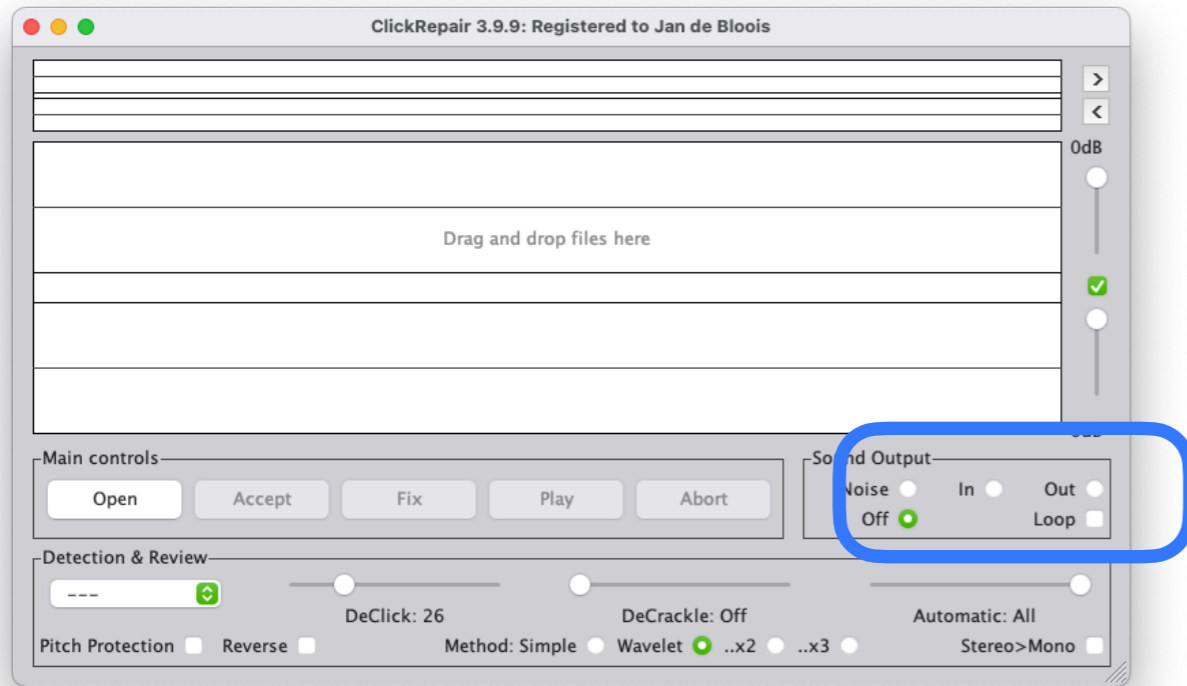 ClickRepair 3.9.9: Registered to Jan de Bloois
>
<
0dB
Drag and drop files here
Main controls
Open Accept Fix Play Abort
Sound Output
Noise In Out
Off Loop
Detection & Review
---
DeClick: 26 DeCrackle: Off Automatic: All
Pitch Protection Reverse Method: Simple Wavelet ..x2 ..x3 Stereo>Mono